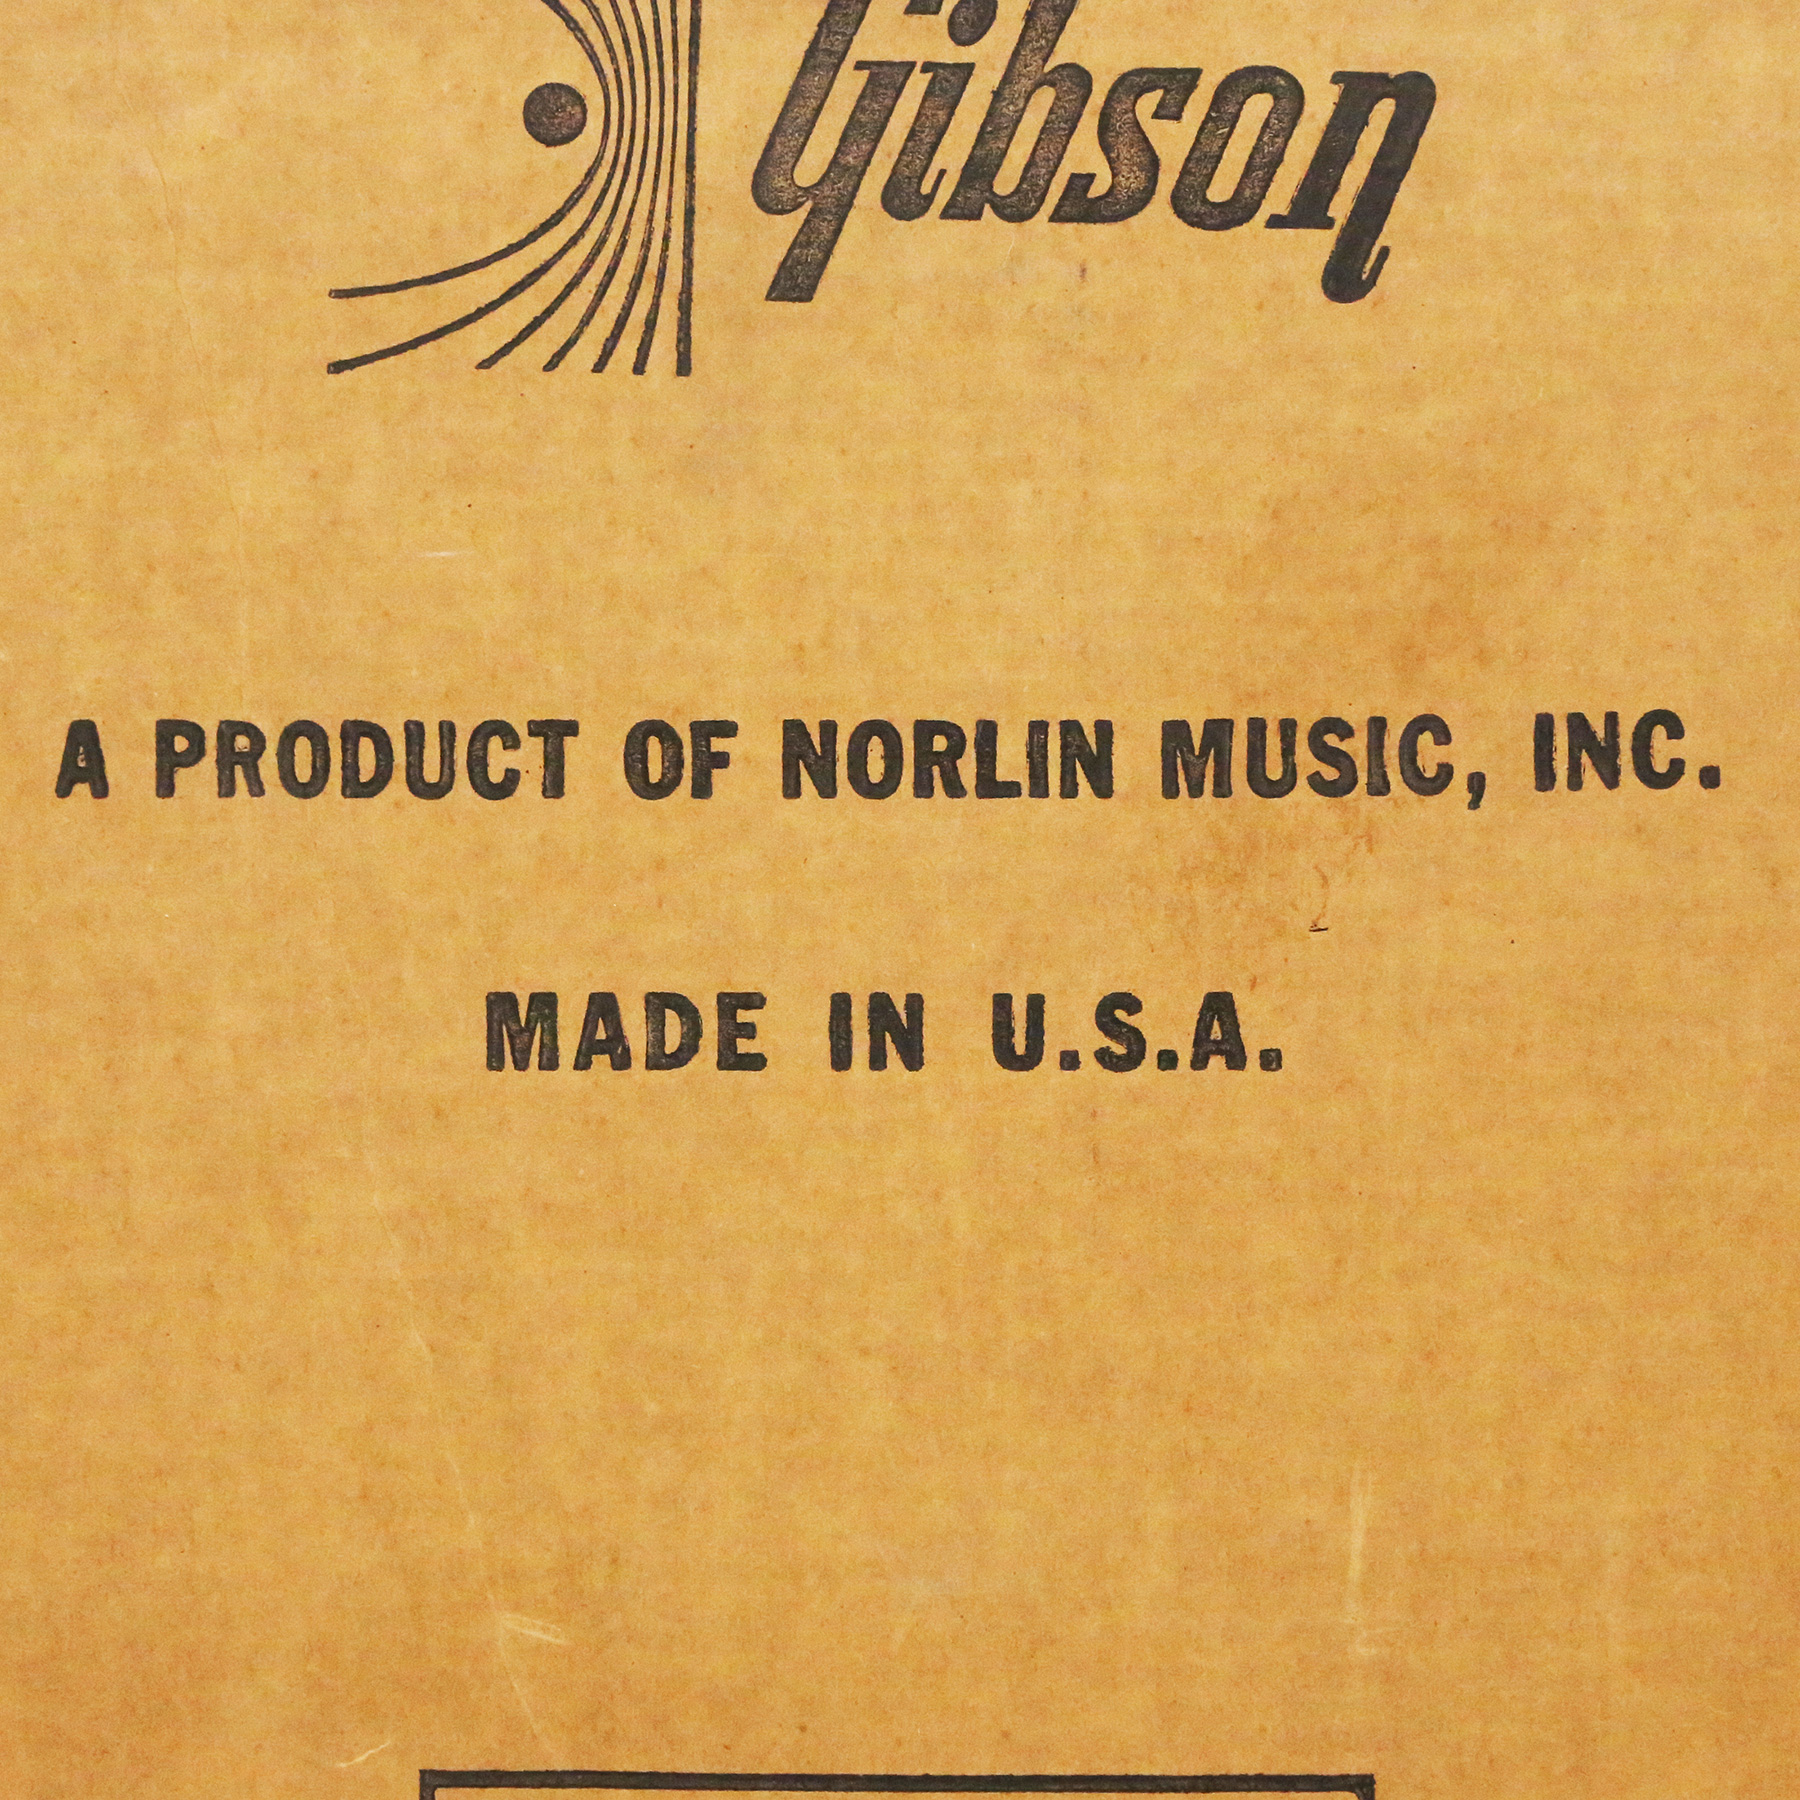 Gibson
A PRODUCT OF NORLIN MUSIC, INC.
MADE IN U.S.A.